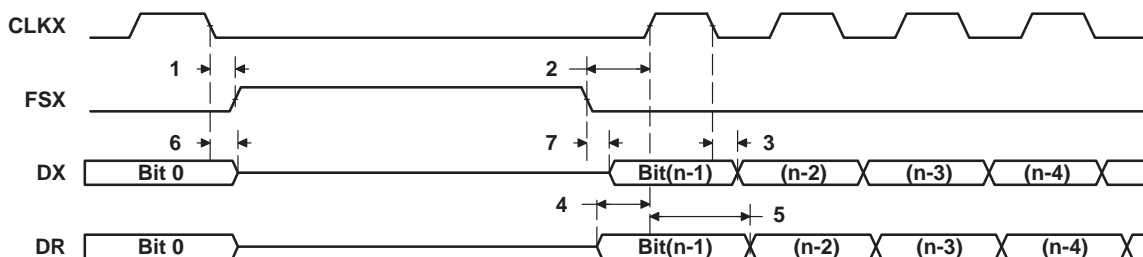 CLKX
1 2
FSX
6 7 3
DX Bit 0 Bit(n-1) (n-2) (n-3) (n-4)
4 5
DR Bit 0 Bit(n-1) (n-2) (n-3) (n-4)